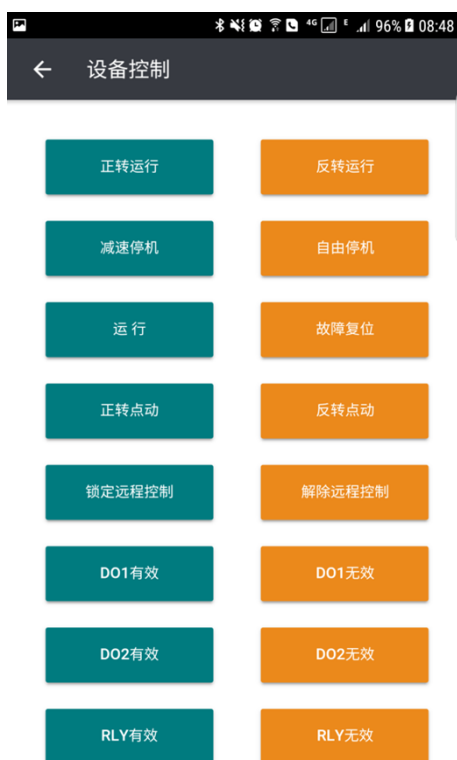 4G E 96% 08:48
设备控制
正转运行 反转运行
减速停机 自由停机
运 行 故障复位
正转点动 反转点动
锁定远程控制 解除远程控制
DO1有效 DO1无效
DO2有效 DO2无效
RLY有效 RLY无效